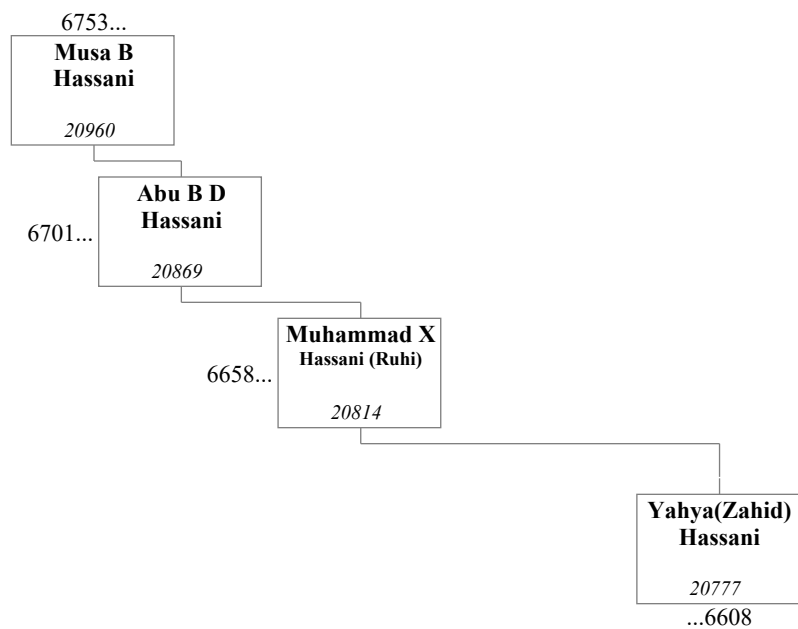 6753...
Musa B
Hassani
20960
Abu B D
Hassani
6701...
20869
Muhammad X
Hassani (Ruhi)
6658...
20814
Yahya(Zahid)
Hassani
20777
...6608